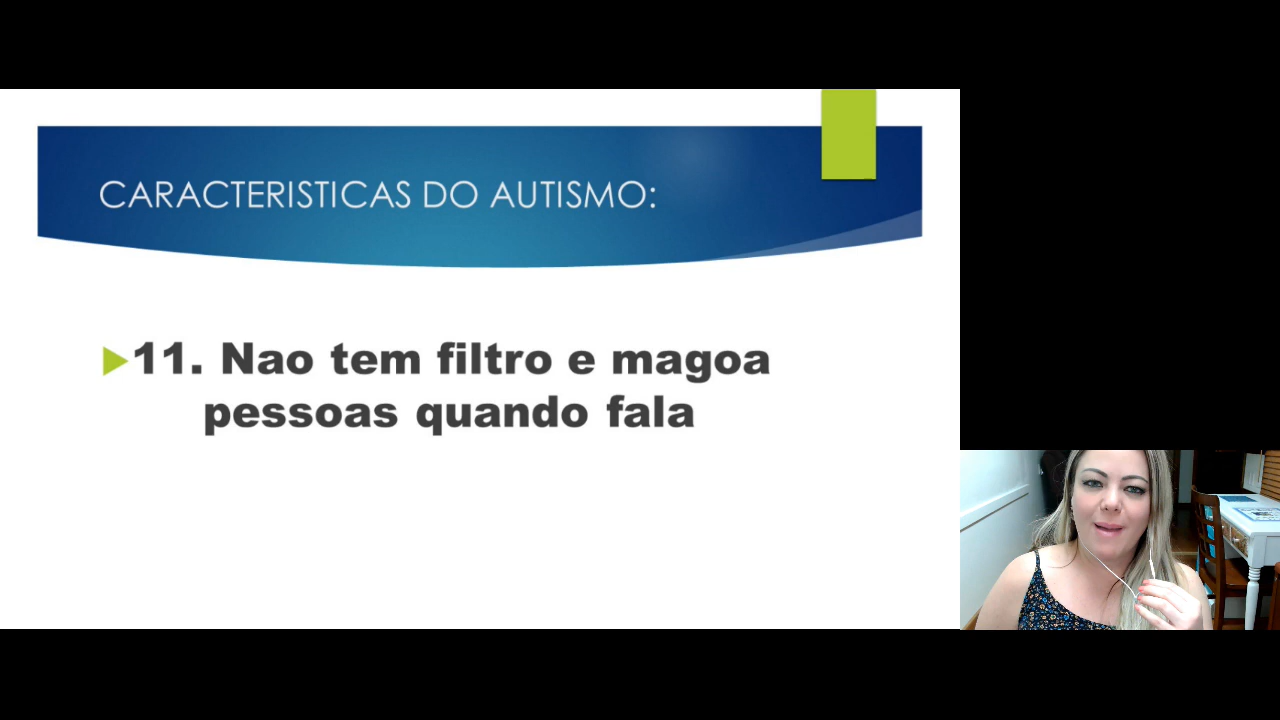 CARACTERISTICAS DO AUTISMO:
11. Nao tem filtro e magoa
pessoas quando fala